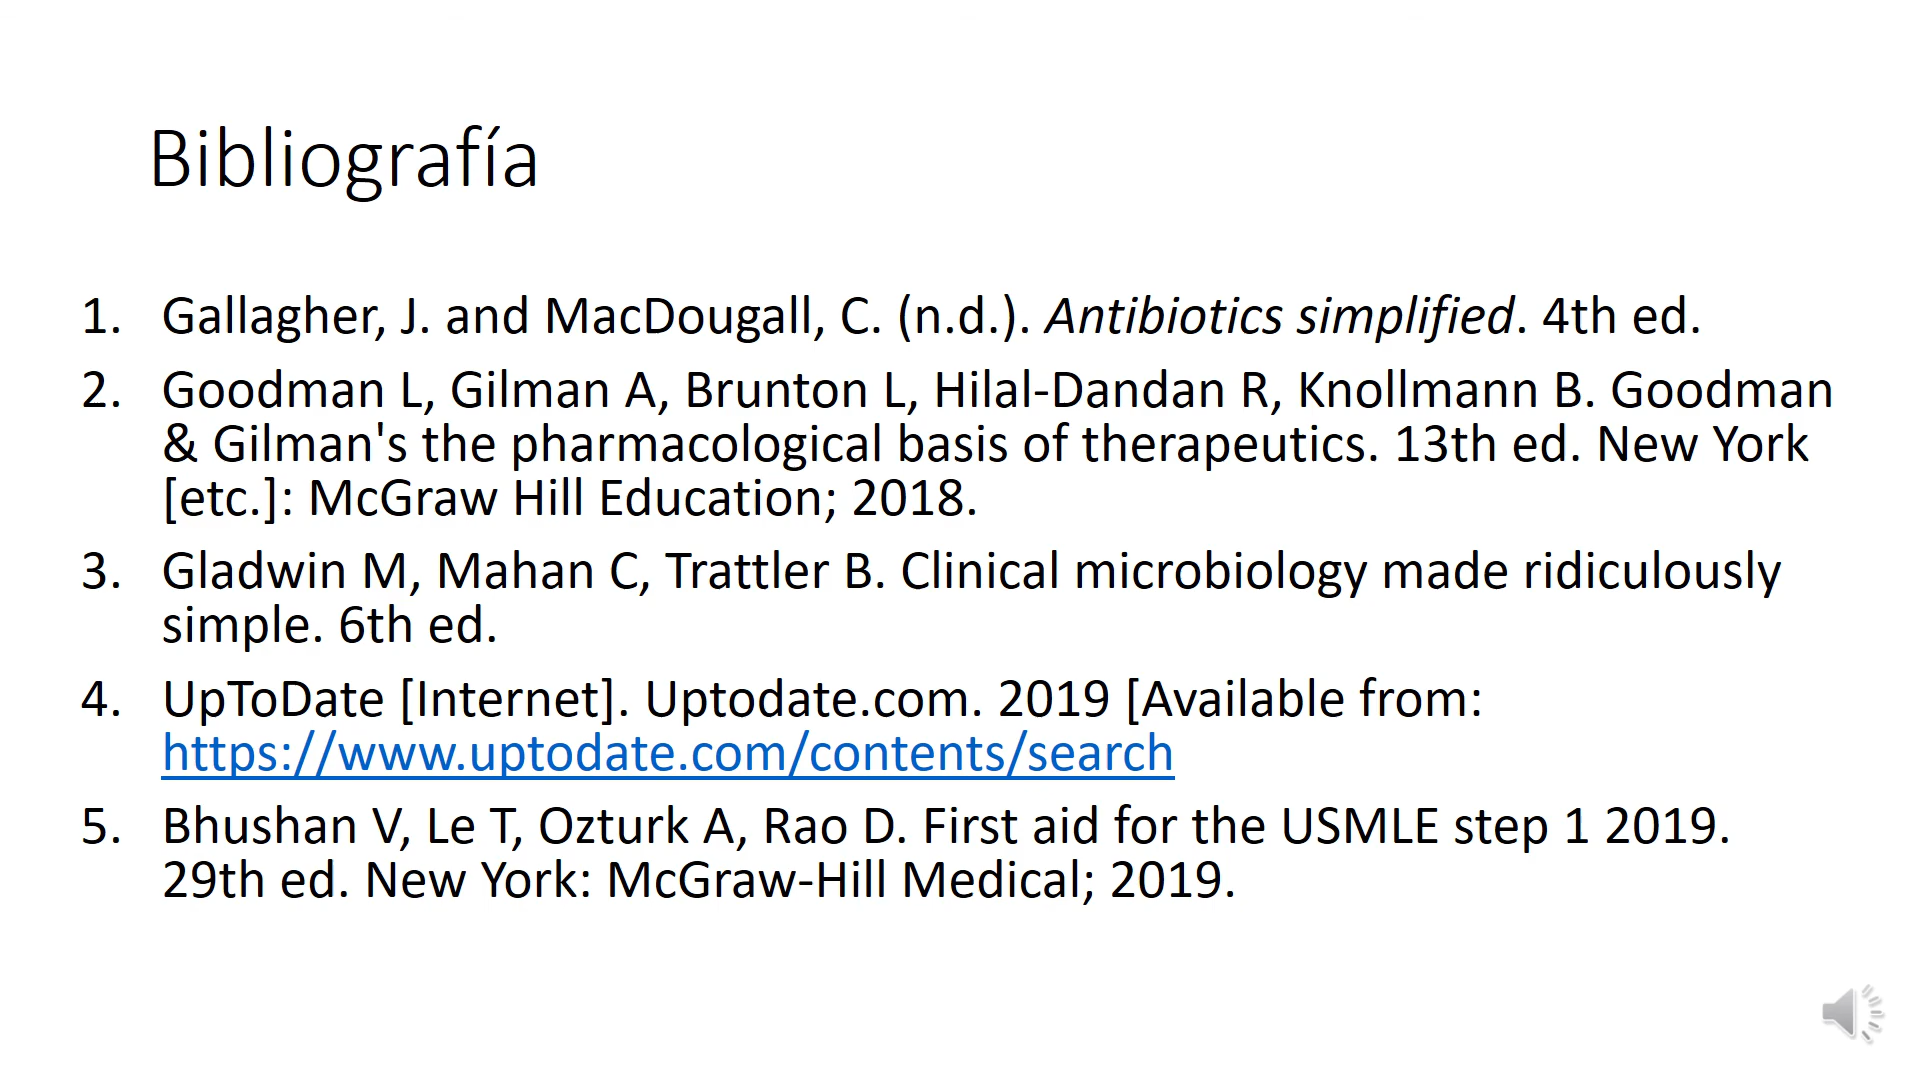 Bibliografía
1. Gallagher, J. and MacDougall, C. (n.d.). Antibiotics simplified. 4th ed.
2. Goodman L, Gilman A, Brunton L, Hilal-Dandan R, Knollmann B. Goodman
& Gilman's the pharmacological basis of therapeutics. 13th ed. New York
[etc.]: McGraw Hill Education; 2018.
3. Gladwin M, Mahan C, Trattler B. Clinical microbiology made ridiculously
simple. 6th ed.
4. UpToDate [Internet]. Uptodate.com. 2019 [Available from:
https://www.uptodate.com/contents/search
5. Bhushan V, Le T, Ozturk A, Rao D. First aid for the USMLE step 1 2019.
29th ed. New York: McGraw-Hill Medical; 2019.